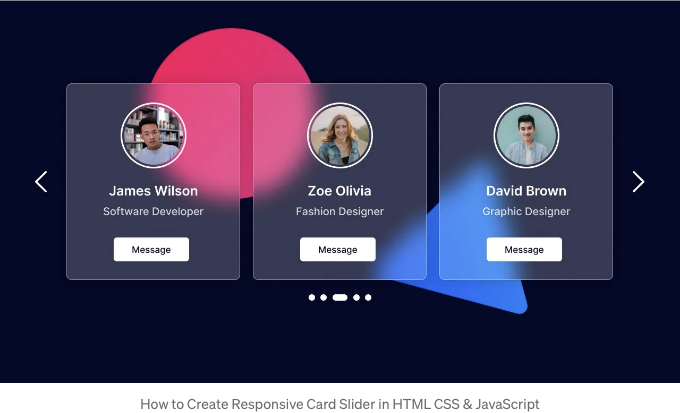 James Wilson
Software Developer
Message
Zoe Olivia
Fashion Designer
Message
David Brown
Graphic Designer
Message
How to Create Responsive Card Slider in HTML CSS & JavaScript